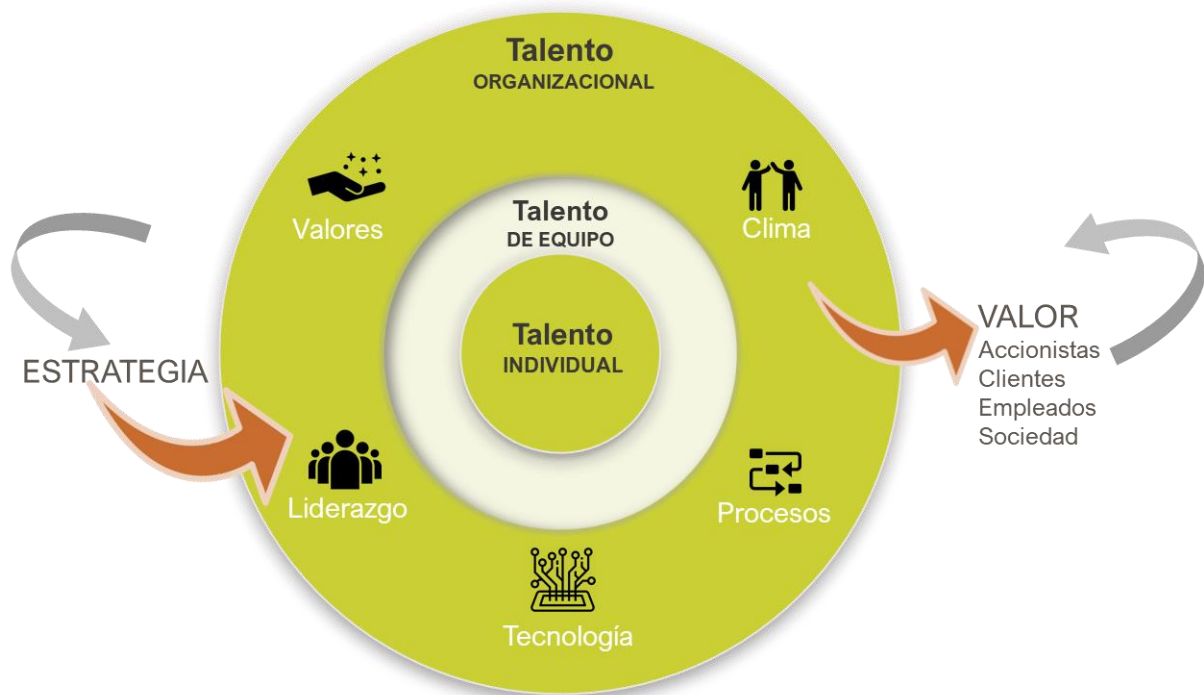 Talento
ORGANIZACIONAL
Valores
Clima
Talento
DE EQUIPO
Talento
INDIVIDUAL
ESTRATEGIA
VALOR
Accionistas
Clientes
Empleados
Sociedad
Liderazgo
Procesos
Tecnología